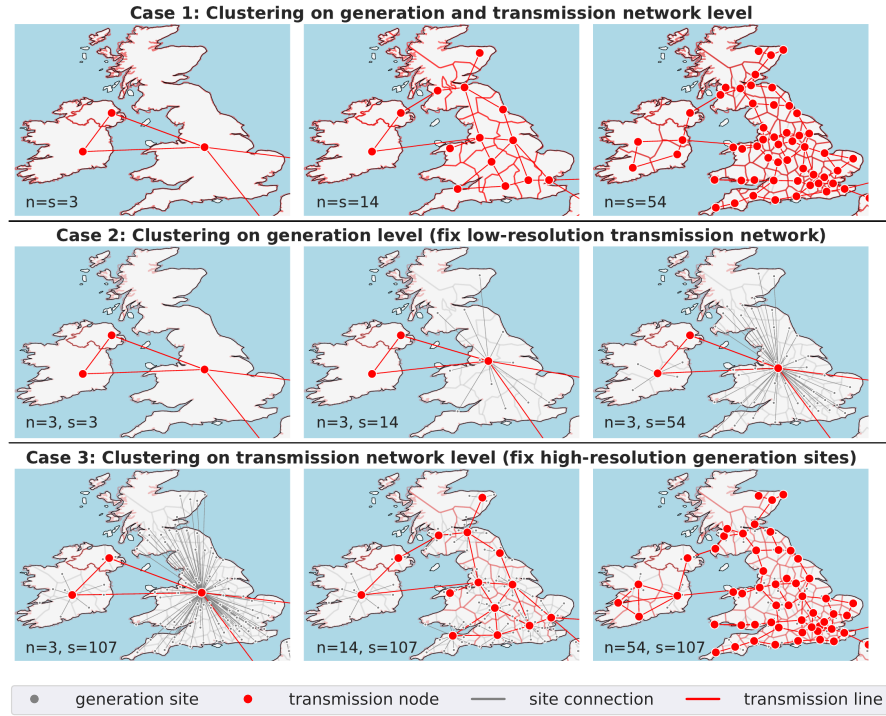 Case 1: Clustering on generation and transmission network level
n=s=3
n=s=14
n=s=54
Case 2: Clustering on generation level (fix low-resolution transmission network)
n=3, s=3
n=3, s=14
n=3, s=54
Case 3: Clustering on transmission network level (fix high-resolution generation sites)
n=3, s=107
n=14, s=107
n=54, s=107
generation site
transmission node
site connection
transmission line